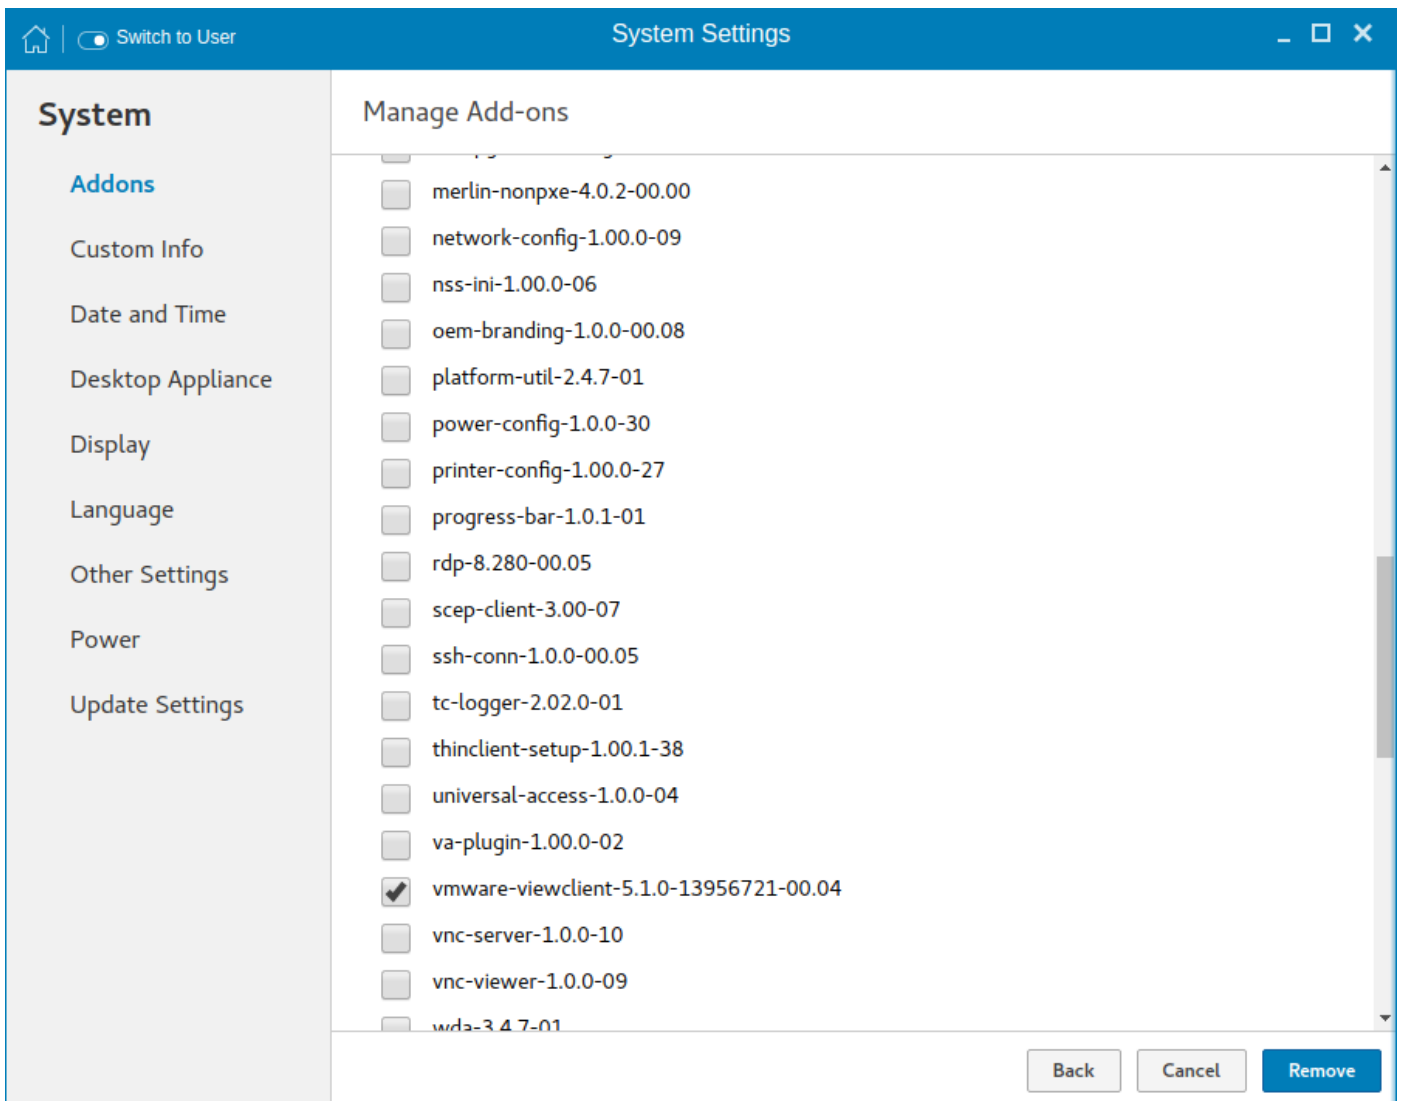 Switch to User
System Settings
System
Manage Add-ons
Addons
Custom Info
Date and Time
Desktop Appliance
Display
Language
Other Settings
Power
Update Settings
merlin-nonpxe-4.0.2-00.00
network-config-1.00.0-09
nss-ini-1.00.0-06
oem-branding-1.0.0-00.08
platform-util-2.4.7-01
power-config-1.0.0-30
printer-config-1.00.0-27
progress-bar-1.0.1-01
rdp-8.280-00.05
scep-client-3.00-07
ssh-conn-1.0.0-00.05
tc-logger-2.02.0-01
thinclient-setup-1.00.1-38
universal-access-1.0.0-04
va-plugin-1.00.0-02
vmware-viewclient-5.1.0-13956721-00.04
vnc-server-1.0.0-10
vnc-viewer-1.0.0-09
wda-3.4.7-01
Back
Cancel
Remove